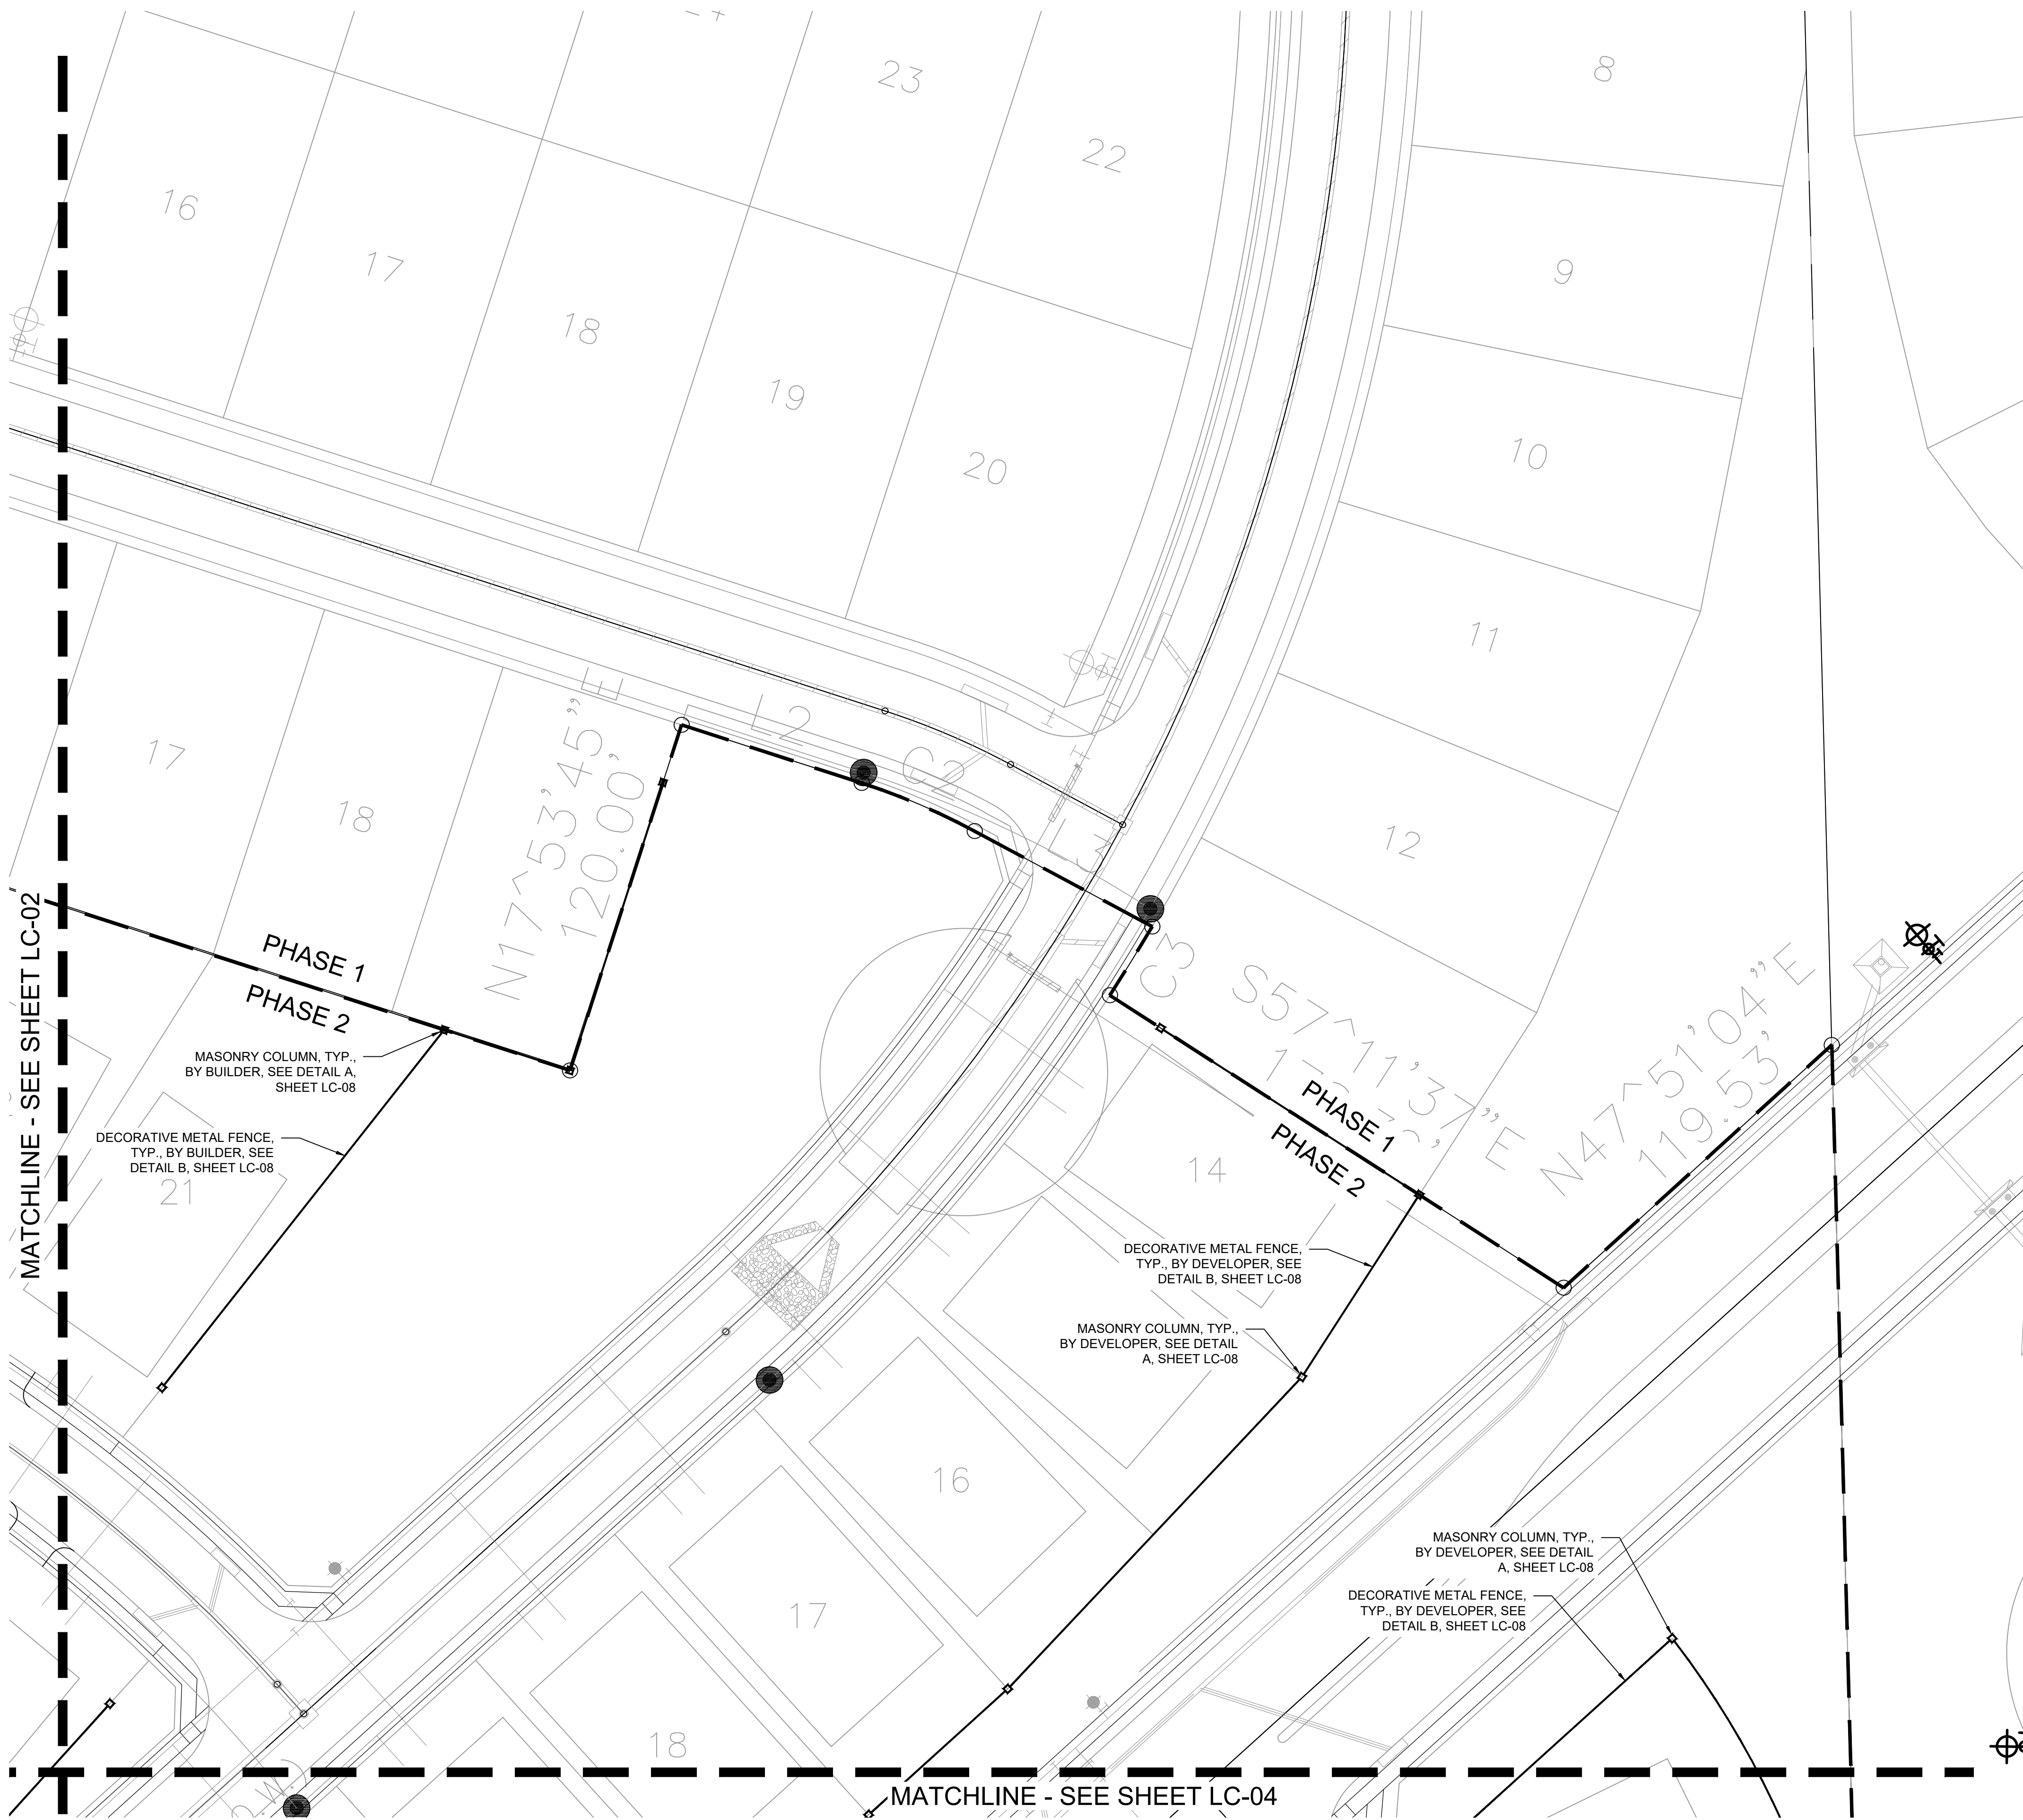 23
22
8
16
17
9
18
19
10
20
11
17
18
N17^53'45"E
120.00'
L2
C2
L3
12
C3
S57^11'37"E
N47^51'04"E
119.53'
PHASE 1
PHASE 2
MASONRY COLUMN, TYP.,
BY BUILDER, SEE DETAIL A,
SHEET LC-08
DECORATIVE METAL FENCE,
TYP., BY BUILDER, SEE
DETAIL B, SHEET LC-08
21
MATCHLINE - SEE SHEET LC-02
PHASE 1
PHASE 2
14
DECORATIVE METAL FENCE,
TYP., BY DEVELOPER, SEE
DETAIL B, SHEET LC-08
MASONRY COLUMN, TYP.,
BY DEVELOPER, SEE DETAIL
A, SHEET LC-08
16
17
18
MASONRY COLUMN, TYP.,
BY DEVELOPER, SEE DETAIL
A, SHEET LC-08
DECORATIVE METAL FENCE,
TYP., BY DEVELOPER, SEE
DETAIL B, SHEET LC-08
MATCHLINE - SEE SHEET LC-04